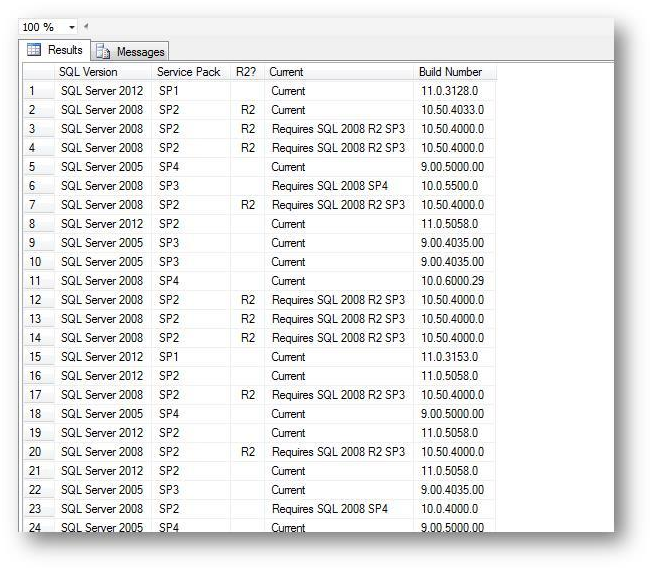 100 %
Results Messages
SQL Version Service Pack R2? Current Build Number
1 SQL Server 2012 SP1 Current 11.0.3128.0
2 SQL Server 2008 SP2 R2 Current 10.50.4033.0
3 SQL Server 2008 SP2 R2 Requires SQL 2008 R2 SP3 10.50.4000.0
4 SQL Server 2008 SP2 R2 Requires SQL 2008 R2 SP3 10.50.4000.0
5 SQL Server 2005 SP4 Current 9.00.5000.00
6 SQL Server 2008 SP3 Requires SQL 2008 SP4 10.0.5500.0
7 SQL Server 2008 SP2 R2 Requires SQL 2008 R2 SP3 10.50.4000.0
8 SQL Server 2012 SP2 Current 11.0.5058.0
9 SQL Server 2005 SP3 Current 9.00.4035.00
10 SQL Server 2005 SP3 Current 9.00.4035.00
11 SQL Server 2008 SP4 Current 10.0.6000.29
12 SQL Server 2008 SP2 R2 Requires SQL 2008 R2 SP3 10.50.4000.0
13 SQL Server 2008 SP2 R2 Requires SQL 2008 R2 SP3 10.50.4000.0
14 SQL Server 2008 SP2 R2 Requires SQL 2008 R2 SP3 10.50.4000.0
15 SQL Server 2012 SP1 Current 11.0.3153.0
16 SQL Server 2012 SP2 Current 11.0.5058.0
17 SQL Server 2008 SP2 R2 Requires SQL 2008 R2 SP3 10.50.4000.0
18 SQL Server 2005 SP4 Current 9.00.5000.00
19 SQL Server 2012 SP2 Current 11.0.5058.0
20 SQL Server 2008 SP2 R2 Requires SQL 2008 R2 SP3 10.50.4000.0
21 SQL Server 2012 SP2 Current 11.0.5058.0
22 SQL Server 2005 SP3 Current 9.00.4035.00
23 SQL Server 2008 SP2 Requires SQL 2008 SP4 10.0.4000.0
24 SQL Server 2005 SP4 Current 9.00.5000.00